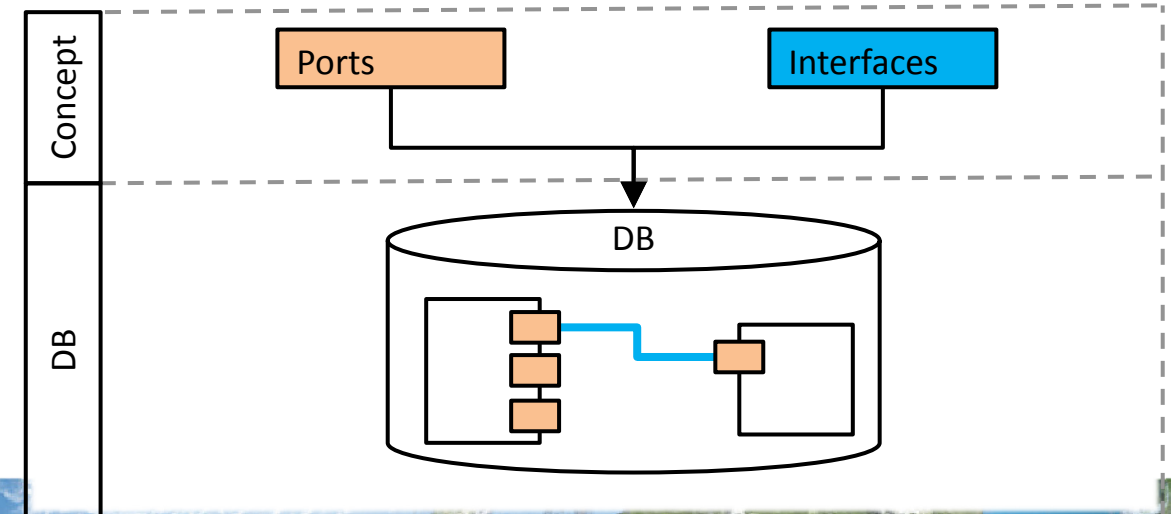 Concept
Ports
Interfaces
DB
DB